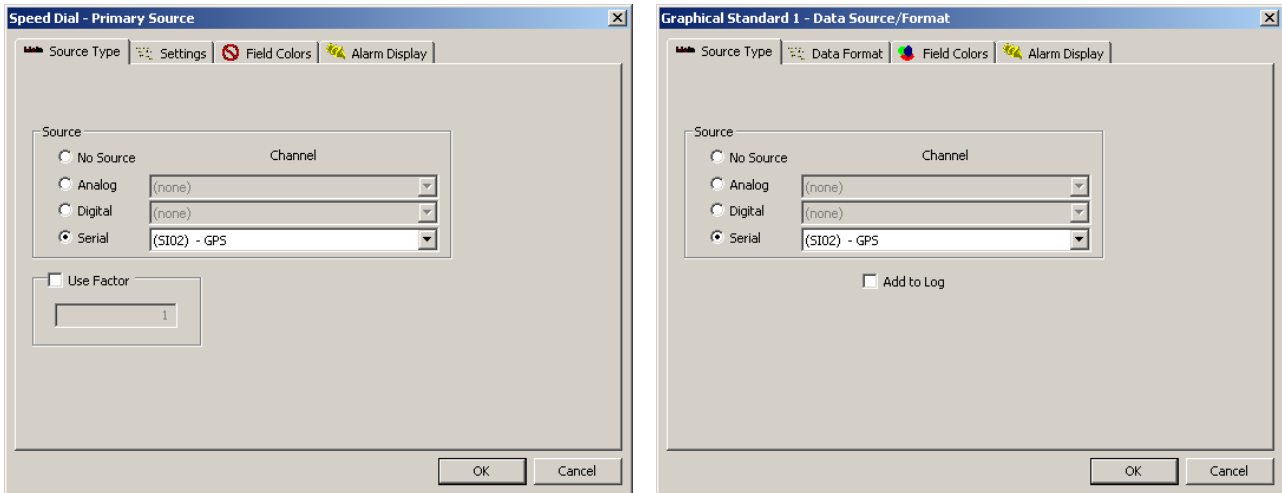 Speed Dial - Primary Source
Source Type Settings Field Colors Alarm Display
Source
No Source Channel
Analog (none)
Digital (none)
Serial (SI02) - GPS
Use Factor
1
OK Cancel
Graphical Standard 1 - Data Source/Format
Source Type Data Format Field Colors Alarm Display
Source
No Source Channel
Analog (none)
Digital (none)
Serial (SI02) - GPS
Add to Log
OK Cancel